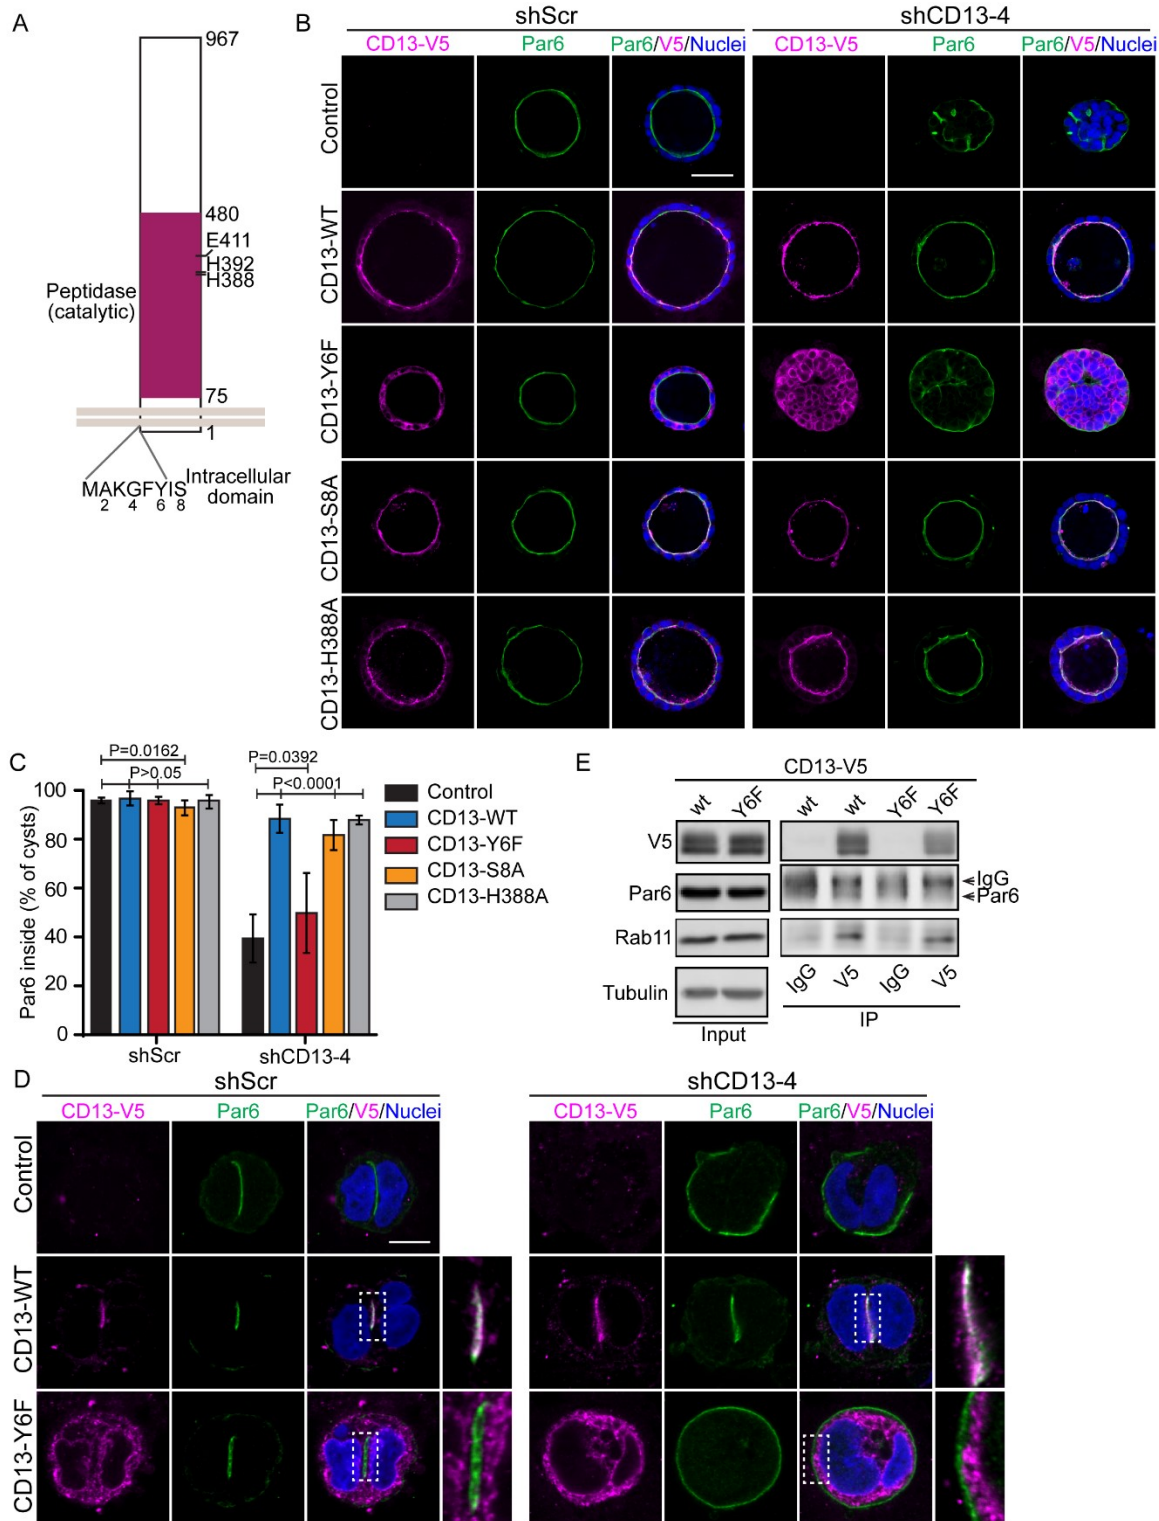 A
967
480
E411
H392
H388
Peptidase
(catalytic)
75
1
MAKGFYIS
2 4 6 8
Intracellular
domain
B
shScr
shCD13-4
CD13-V5 Par6 Par6/V5/Nuclei CD13-V5 Par6 Par6/V5/Nuclei
Control
CD13-WT
CD13-Y6F
CD13-S8A
CD13-H388A
C
P=0.0162
P>0.05
P=0.0392
P<0.0001
Par6 inside (% of cysts)
100
80
60
40
20
0
shScr
shCD13-4
Control
CD13-WT
CD13-Y6F
CD13-S8A
CD13-H388A
E
CD13-V5
wt Y6F wt wt Y6F Y6F
V5
Par6
IgG
Par6
Rab11
Tubulin
IgG V5 IgG V5
Input
IP
D
shScr
shCD13-4
CD13-V5 Par6 Par6/V5/Nuclei CD13-V5 Par6 Par6/V5/Nuclei
Control
CD13-WT
CD13-Y6F